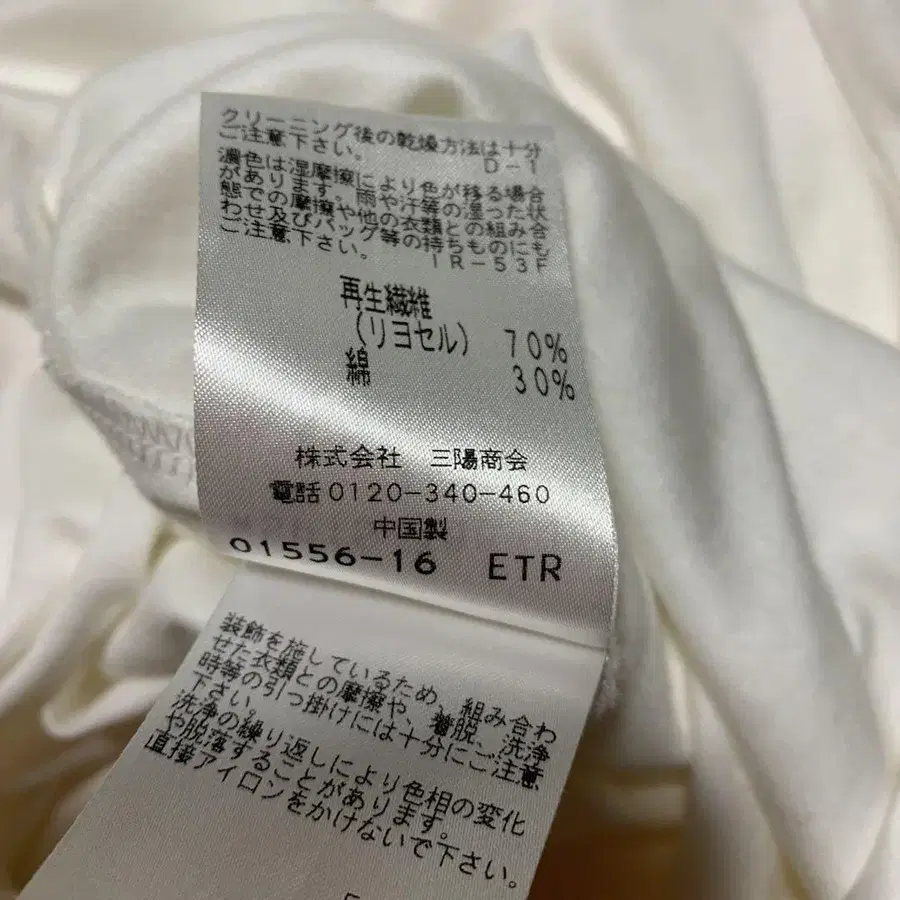 クリーニング後の乾燥方法は十分
ご注意下さい。 D-1
濃色は湿摩擦により色が移る場合
があります。雨や汗等の湿った状
態での摩擦や他の衣類との組み合
わせ及びバッグ等の持ちものにも
ご注意下さい。 IR-53F
再生繊維
(リヨセル) 70%
綿 30%
株式会社 三陽商会
電話0120-340-460
中国製
01556-16 ETR
装飾を施しているため、組み合わ
せた衣類との摩擦や、着脱、洗浄
時等の引っ掛けには十分にご注意
下さい。
洗浄の繰り返しにより色相の変化
や脱落することがあります。
直接アイロンをかけないで下さい。